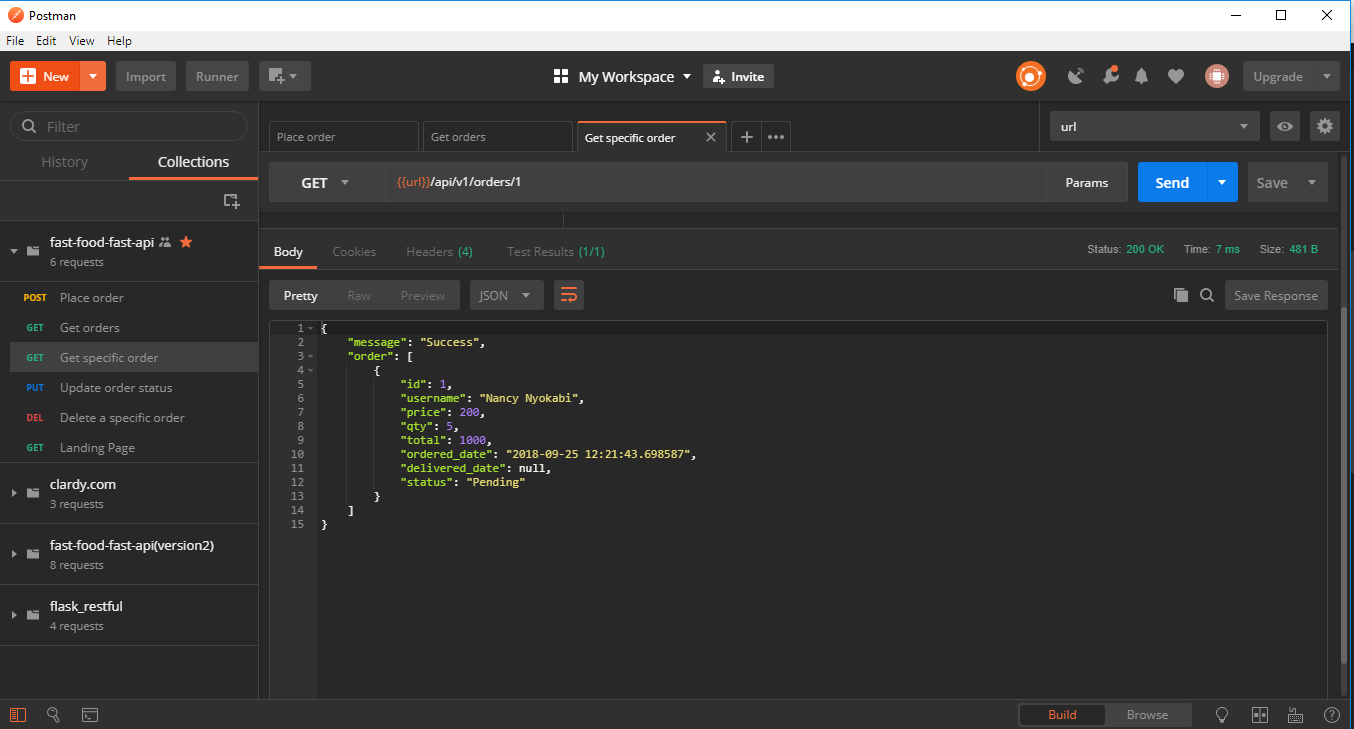 Postman
File Edit View Help
New Import Runner My Workspace Invite Upgrade
Filter
History Collections
fast-food-fast-api
6 requests
POST Place order
GET Get orders
GET Get specific order
PUT Update order status
DEL Delete a specific order
GET Landing Page
clardy.com
3 requests
fast-food-fast-api(version2)
8 requests
flask_restful
4 requests
Place order Get orders Get specific order url
GET {{url}}/api/v1/orders/1 Params Send Save
Body Cookies Headers (4) Test Results (1/1) Status: 200 OK Time: 7 ms Size: 481 B
Pretty Raw Preview JSON Save Response
1 {
2 "message": "Success",
3 "order": [
4 {
5 "id": 1,
6 "username": "Nancy Nyokabi",
7 "price": 200,
8 "qty": 5,
9 "total": 1000,
10 "ordered_date": "2018-09-25 12:21:43.698587",
11 "delivered_date": null,
12 "status": "Pending"
13 }
14 ]
15 }
Build Browse